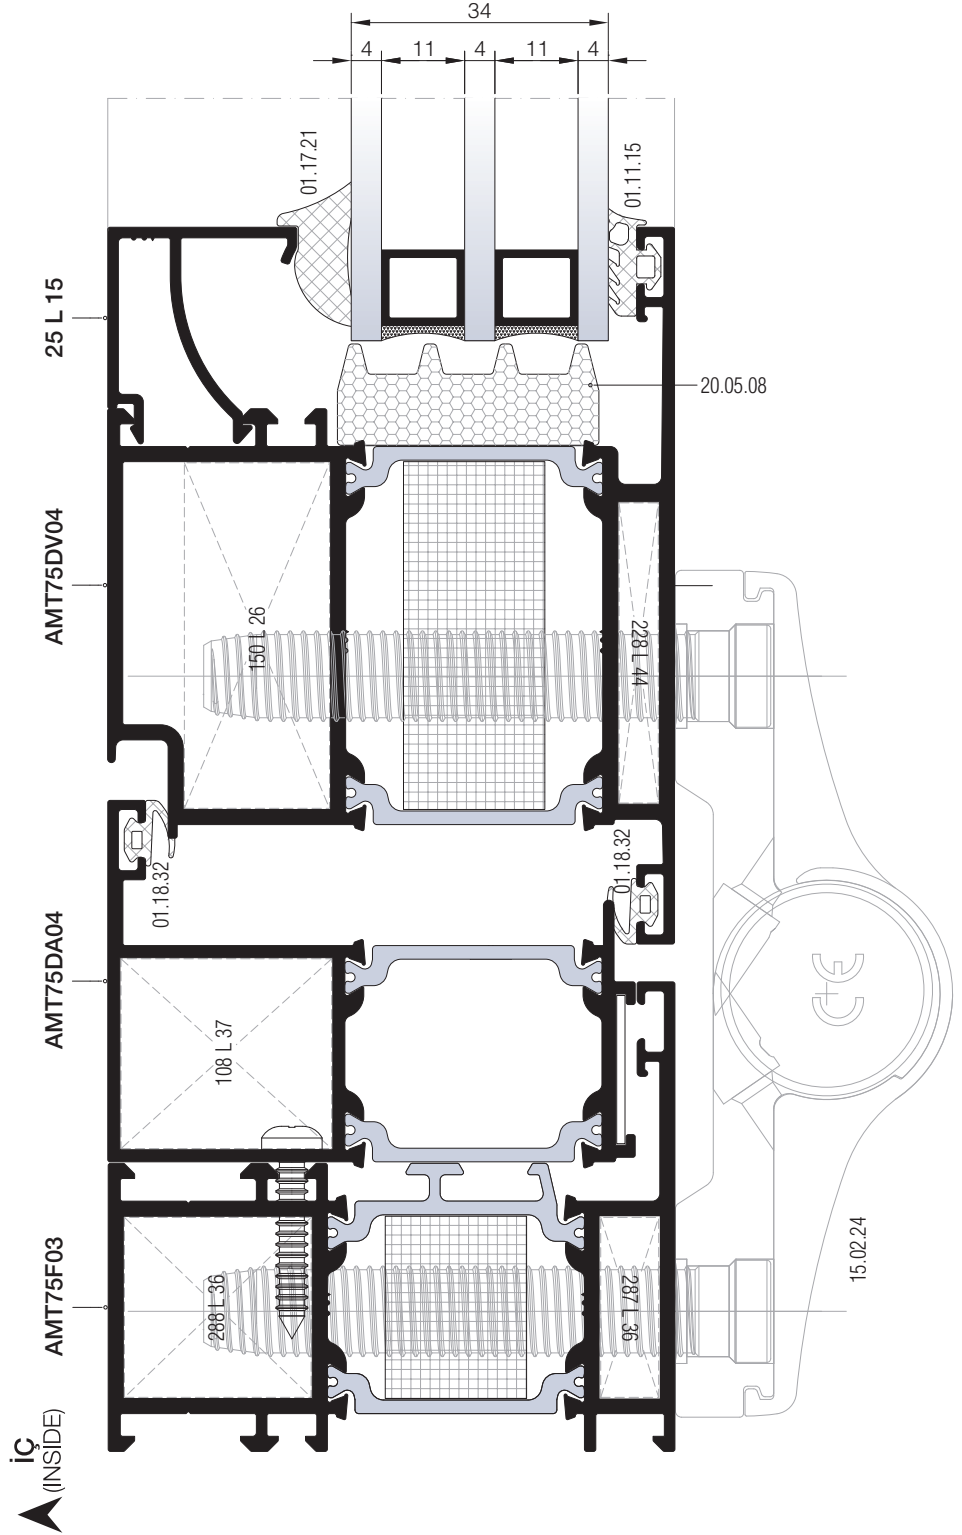 34
4 11 4 11 4
01.17.21
01.11.15
25 L 15
20.05.08
AMT75DV04
150 L 26
228 L 44
01.18.32
01.18.32
AMT75DA04
108 L 37
CE
AMT75F03
288 L 36
287 L 36
15.02.24
İÇ
(INSIDE)